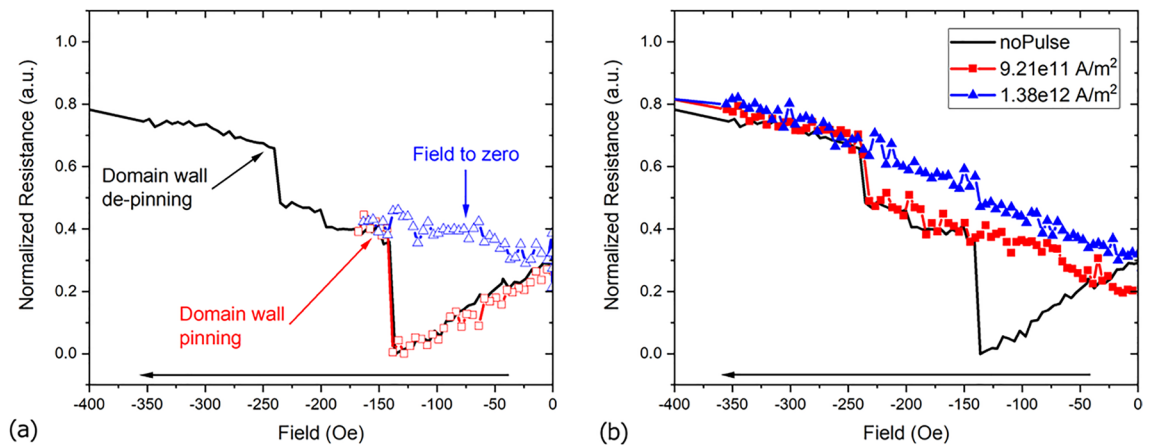 1.0
0.8
0.6
0.4
0.2
0.0
Normalized Resistance (a.u.)
Domain wall
de-pinning
Field to zero
Domain wall
pinning
-400 -350 -300 -250 -200 -150 -100 -50 0
Field (Oe)
(a)
1.0
0.8
0.6
0.4
0.2
0.0
Normalized Resistance (a.u.)
noPulse
9.21e11 A/m²
1.38e12 A/m²
-400 -350 -300 -250 -200 -150 -100 -50 0
Field (Oe)
(b)